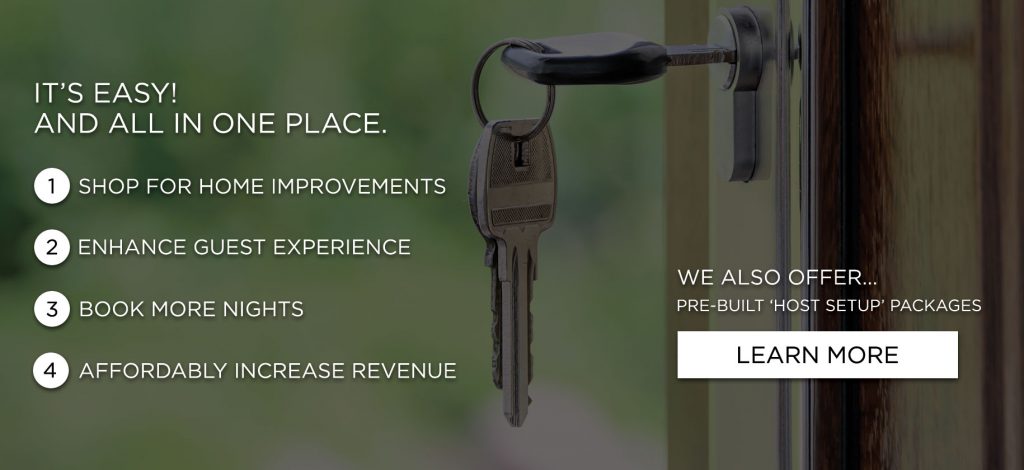 IT'S EASY!
AND ALL IN ONE PLACE.
1 SHOP FOR HOME IMPROVEMENTS
2 ENHANCE GUEST EXPERIENCE
3 BOOK MORE NIGHTS
4 AFFORDABLY INCREASE REVENUE
WE ALSO OFFER...
PRE-BUILT ‘HOST SETUP’ PACKAGES
LEARN MORE